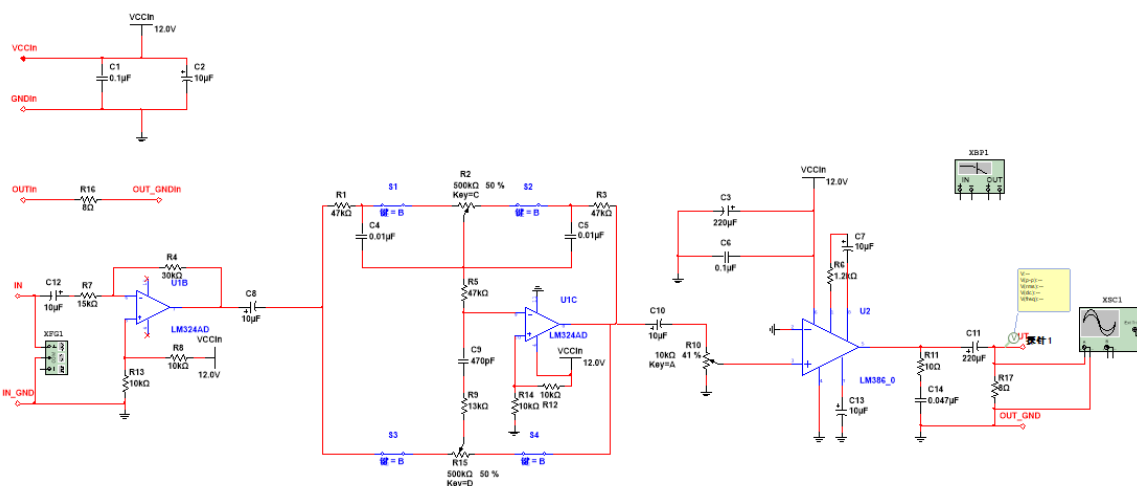 VCCIn
12.0V
VCCIn
C1
0.1µF
C2
10µF
GNDIn
OUTIn
R16
8Ω
OUT_GNDIn
XBP1
IN OUT
R1
47kΩ
S1
键 = B
R2
500kΩ 50 %
Key=C
S2
键 = B
R3
47kΩ
C4
0.01µF
C5
0.01µF
VCCIn
12.0V
C3
220µF
C6
0.1µF
C7
10µF
R6
1.2kΩ
IN
C12
10µF
R7
15kΩ
R4
30kΩ
U1B
LM324AD
C8
10µF
R5
47kΩ
U1C
LM324AD
VCCIn
12.0V
C10
10µF
R10
10kΩ
41 %
Key=A
U2
LM386_0
C11
220µF
探针1
XSC1
XFG1
R8
10kΩ
VCCIn
12.0V
R13
10kΩ
IN_GND
C9
470pF
R9
13kΩ
R14
10kΩ
10kΩ
R12
C13
10µF
R11
10Ω
C14
0.047µF
R17
8Ω
OUT_GND
S3
键 = B
R15
500kΩ 50 %
Key=D
S4
键 = B